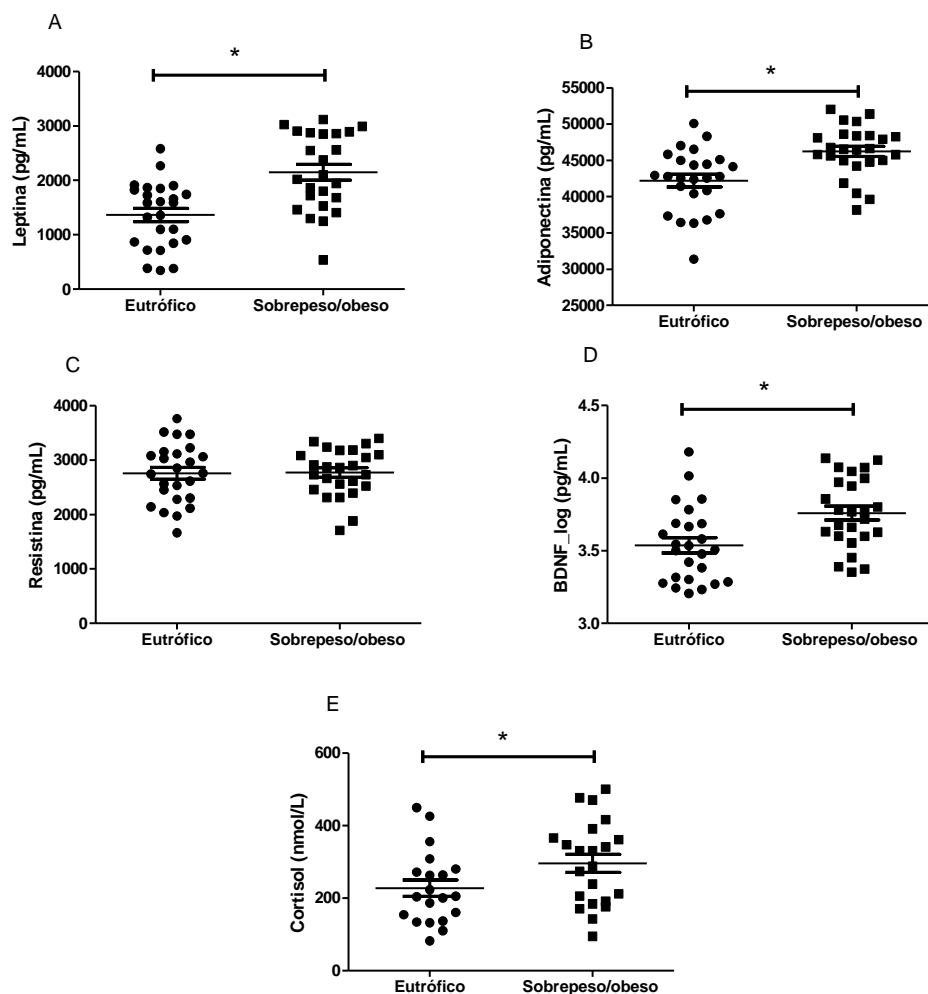 A
*
Leptina (pg/mL)
4000
3000
2000
1000
0
Eutrófico
Sobrepeso/obeso
B
*
Adiponectina (pg/mL)
55000
50000
45000
40000
35000
30000
25000
Eutrófico
Sobrepeso/obeso
C
Resistina (pg/mL)
4000
3000
2000
1000
0
Eutrófico
Sobrepeso/obeso
D
*
BDNF_log (pg/mL)
4.5
4.0
3.5
3.0
Eutrófico
Sobrepeso/obeso
E
*
Cortisol (nmol/L)
600
400
200
0
Eutrófico
Sobrepeso/obeso